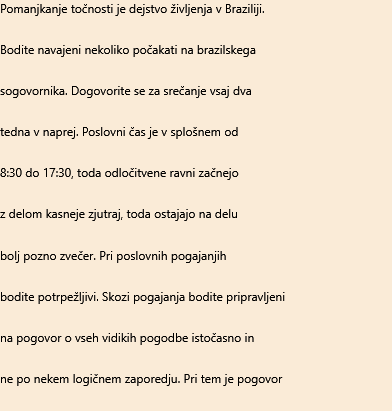 Pomanjkanje točnosti je dejstvo življenja v Braziliji.
Bodite navajeni nekoliko počakati na brazilskega
sogovornika. Dogovorite se za srečanje vsaj dva
tedna v naprej. Poslovni čas je v splošnem od
8:30 do 17:30, toda odločitvene ravni začnejo
z delom kasneje zjutraj, toda ostajajo na delu
bolj pozno zvečer. Pri poslovnih pogajanjih
bodite potrpežljivi. Skozi pogajanja bodite pripravljeni
na pogovor o vseh vidikih pogodbe istočasno in
ne po nekem logičnem zaporedju. Pri tem je pogovor